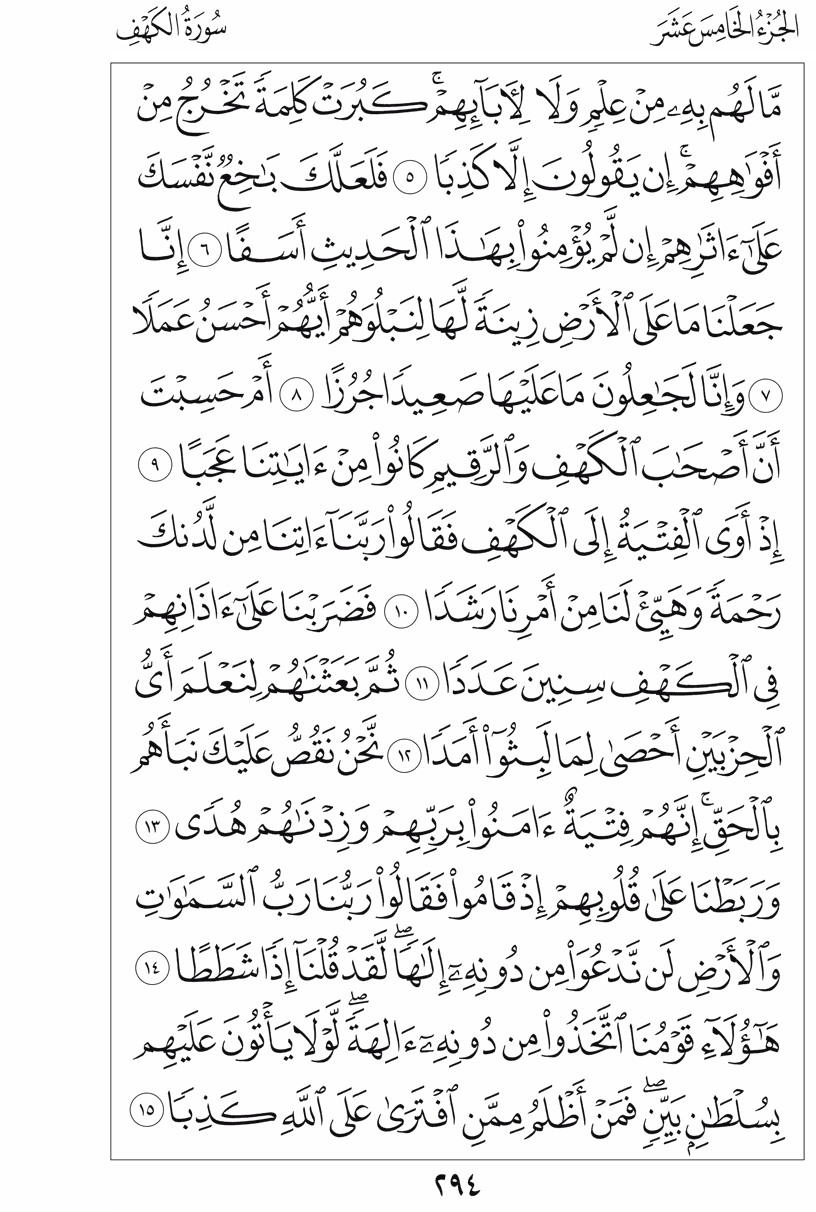 الجُزْءُ الخَامِسَ عَشَرَ سُورَةُ الكَهْفِ
مَّا لَهُم بِهِۦ مِنْ عِلْمٖ وَلَا لِأٓبَآئِهِمْۚ كَبُرَتْ كَلِمَةٗ تَخْرُجُ مِنْ
أَفْوَٰهِهِمْۚ إِن يَقُولُونَ إِلَّا كَذِبٗا ٥ فَلَعَلَّكَ بَٰخِعٞ نَّفْسَكَ
عَلَىٰٓ ءَاثَٰرِهِمْ إِن لَّمْ يُؤْمِنُوا۟ بِهَٰذَا ٱلْحَدِيثِ أَسَفًا ٦ إِنَّا
جَعَلْنَا مَا عَلَى ٱلْأَرْضِ زِينَةٗ لَّهَا لِنَبْلُوَهُمْ أَيُّهُمْ أَحْسَنُ عَمَلٗا
٧ وَإِنَّا لَجَٰعِلُونَ مَا عَلَيْهَا صَعِيدٗا جُرُزًا ٨ أَمْ حَسِبْتَ
أَنَّ أَصْحَٰبَ ٱلْكَهْفِ وَٱلرَّقِيمِ كَانُوا۟ مِنْ ءَايَٰتِنَا عَجَبًا ٩
إِذْ أَوَى ٱلْفِتْيَةُ إِلَى ٱلْكَهْفِ فَقَالُوا۟ رَبَّنَآ ءَاتِنَا مِن لَّدُنكَ
رَحْمَةٗ وَهَيِّئْ لَنَا مِنْ أَمْرِنَا رَشَدٗا ١٠ فَضَرَبْنَا عَلَىٰٓ ءَاذَانِهِمْ
فِي ٱلْكَهْفِ سِنِينَ عَدَدٗا ١١ ثُمَّ بَعَثْنَٰهُمْ لِنَعْلَمَ أَيُّ
ٱلْحِزْبَيْنِ أَحْصَىٰ لِمَا لَبِثُوٓا۟ أَمَدٗا ١٢ نَّحْنُ نَقُصُّ عَلَيْكَ نَبَأَهُم
بِٱلْحَقِّۚ إِنَّهُمْ فِتْيَةٌ ءَامَنُوا۟ بِرَبِّهِمْ وَزِدْنَٰهُمْ هُدٗى ١٣
وَرَبَطْنَا عَلَىٰ قُلُوبِهِمْ إِذْ قَامُوا۟ فَقَالُوا۟ رَبُّنَا رَبُّ ٱلسَّمَٰوَٰتِ
وَٱلْأَرْضِ لَن نَّدْعُوَا۟ مِن دُونِهِۦٓ إِلَٰهٗاۖ لَّقَدْ قُلْنَآ إِذٗا شَطَطًا ١٤
هَٰٓؤُلَآءِ قَوْمُنَا ٱتَّخَذُوا۟ مِن دُونِهِۦٓ ءَالِهَةٗۖ لَّوْلَا يَأْتُونَ عَلَيْهِم
بِسُلْطَٰنِۭ بَيِّنٖۖ فَمَنْ أَظْلَمُ مِمَّنِ ٱفْتَرَىٰ عَلَى ٱللَّهِ كَذِبٗا ١٥
٢٩٤